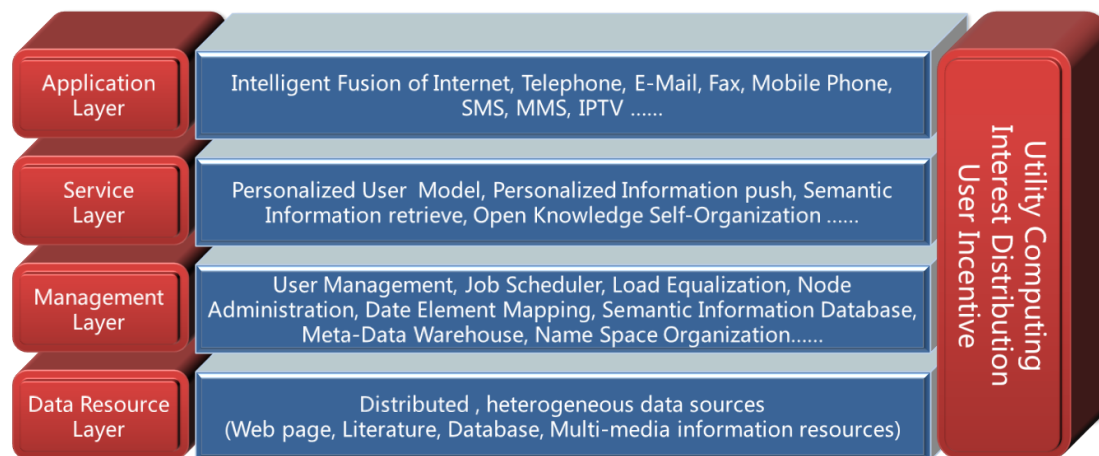 Application
Layer
Intelligent Fusion of Internet, Telephone, E-Mail, Fax, Mobile Phone,
SMS, MMS, IPTV ......
Service
Layer
Personalized User  Model, Personalized Information push, Semantic
Information retrieve, Open Knowledge Self-Organization ......
Management
Layer
User Management, Job Scheduler, Load Equalization, Node
Administration, Date Element Mapping, Semantic Information Database,
Meta-Data Warehouse, Name Space Organization......
Data Resource
Layer
Distributed , heterogeneous data sources
(Web page, Literature, Database, Multi-media information resources)
Utility Computing
Interest Distribution
User Incentive